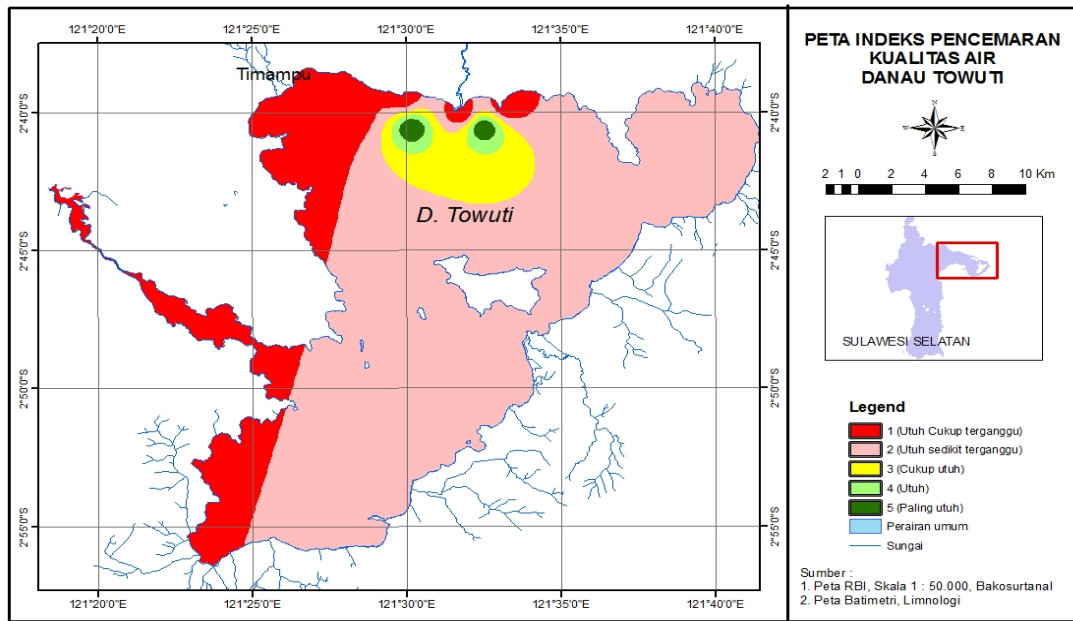 121°20'0"E 121°25'0"E 121°30'0"E 121°35'0"E 121°40'0"E
Timampu
2°40'0"S 2°40'0"S
D. Towuti
2°45'0"S 2°45'0"S
2°50'0"S 2°50'0"S
2°55'0"S 2°55'0"S
121°20'0"E 121°25'0"E 121°30'0"E 121°35'0"E 121°40'0"E
PETA INDEKS PENCEMARAN
KUALITAS AIR
DANAU TOWUTI
N
W E
S
2 1 0 2 4 6 8 10 Km
SULAWESI SELATAN
Legend
1 (Utuh Cukup terganggu)
2 (Utuh sedikit terganggu)
3 (Cukup utuh)
4 (Utuh)
5 (Paling utuh)
Perairan umum
Sungai
Sumber :
1. Peta RBI, Skala 1 : 50.000, Bakosurtanal
2. Peta Batimetri, Limnologi